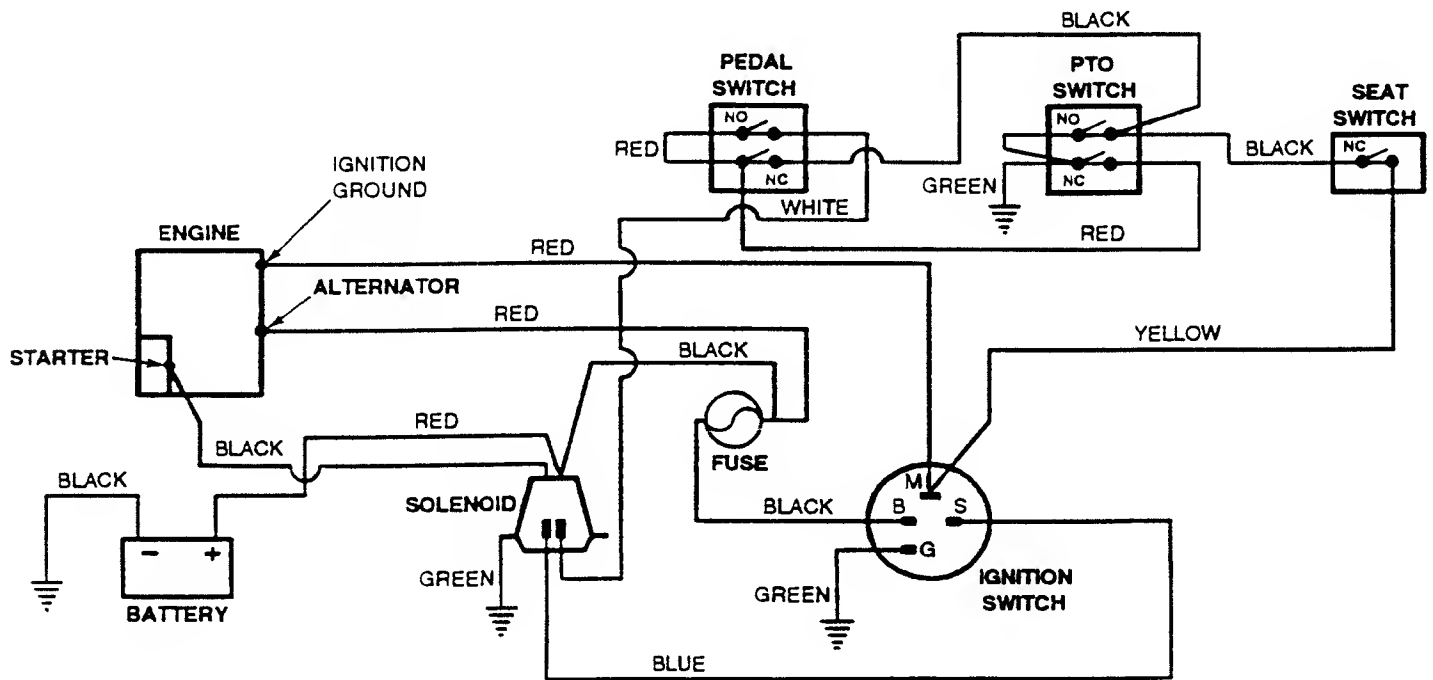 BLACK
PEDAL
SWITCH
PTO
SWITCH
SEAT
SWITCH
NO
NO
RED
NC
BLACK
NC
GREEN
NC
WHITE
RED
IGNITION
GROUND
ENGINE
RED
ALTERNATOR
RED
YELLOW
STARTER
BLACK
RED
BLACK
FUSE
BLACK
SOLENOID
M
BLACK
B
S
- +
G
GREEN
IGNITION
SWITCH
GREEN
BATTERY
BLUE